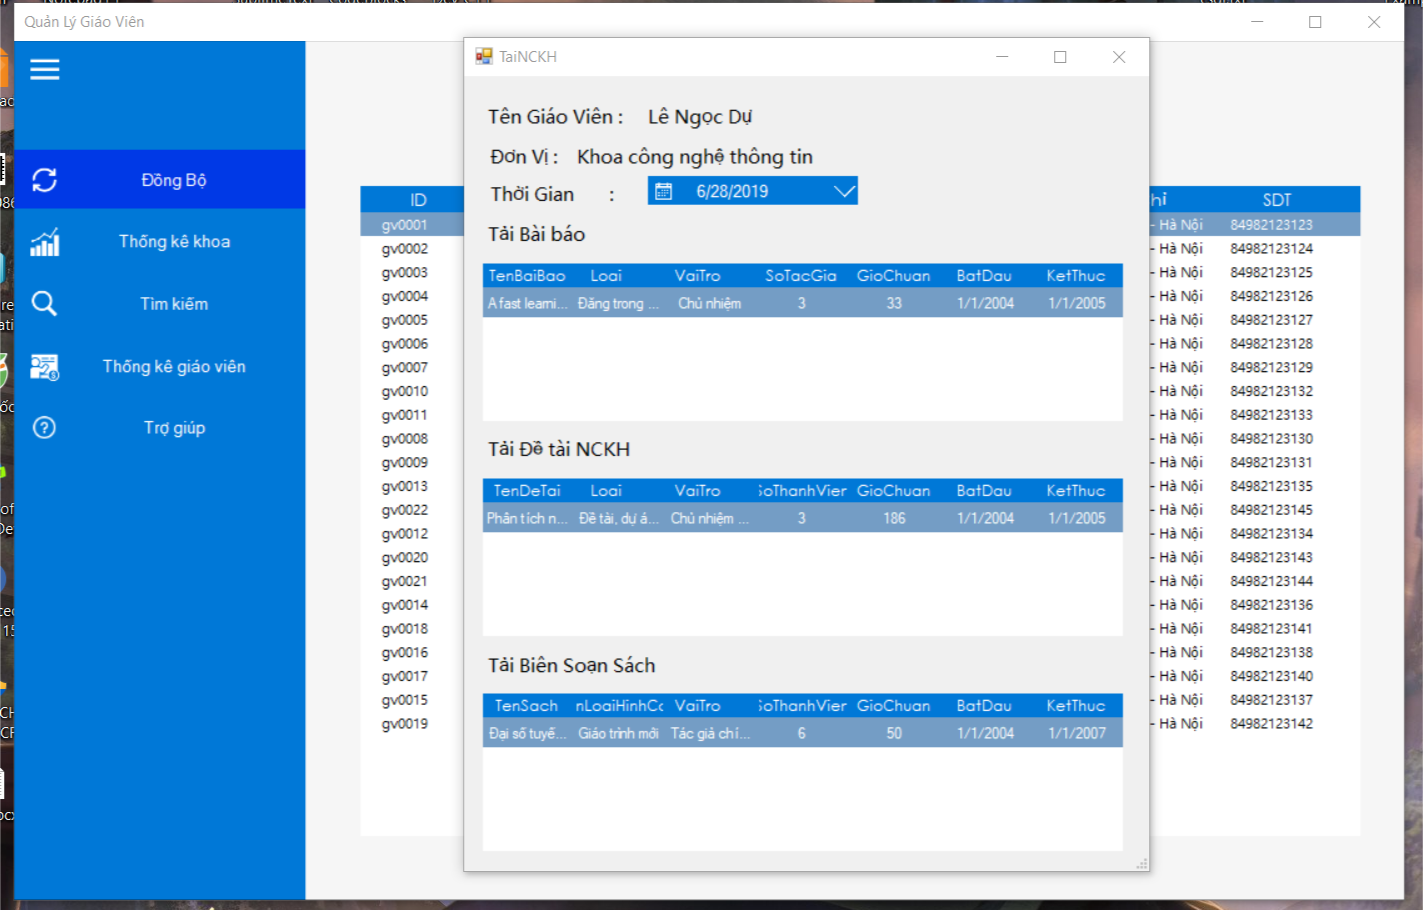 Quản Lý Giáo Viên
TaiNCKH
Đồng Bộ
Thống kê khoa
Tìm kiếm
Thống kê giáo viên
Trợ giúp
Tên Giáo Viên : Lê Ngọc Dự
Đơn Vị : Khoa công nghệ thông tin
Thời Gian : 6/28/2019
Tải Bài báo
TenBaiBao Loai VaiTro SoTacGia GioChuan BatDau KetThuc
A fast learni... Đăng trong ... Chủ nhiệm 3 33 1/1/2004 1/1/2005
Tải Đề tài NCKH
TenDeTai Loai VaiTro SoThanhVier GioChuan BatDau KetThuc
Phân tích n... Đề tài, dự á... Chủ nhiệm ... 3 186 1/1/2004 1/1/2005
Tải Biên Soạn Sách
TenSach nLoaiHinhCc VaiTro SoThanhVier GioChuan BatDau KetThuc
Đại số tuyế... Giáo trình mới Tác giả chí... 6 50 1/1/2004 1/1/2007
ID hỉ SDT
gv0001 - Hà Nội 84982123123
gv0002 - Hà Nội 84982123124
gv0003 - Hà Nội 84982123125
gv0004 - Hà Nội 84982123126
gv0005 - Hà Nội 84982123127
gv0006 - Hà Nội 84982123128
gv0007 - Hà Nội 84982123129
gv0010 - Hà Nội 84982123132
gv0011 - Hà Nội 84982123133
gv0008 - Hà Nội 84982123130
gv0009 - Hà Nội 84982123131
gv0013 - Hà Nội 84982123135
gv0022 - Hà Nội 84982123145
gv0012 - Hà Nội 84982123134
gv0020 - Hà Nội 84982123143
gv0021 - Hà Nội 84982123144
gv0014 - Hà Nội 84982123136
gv0018 - Hà Nội 84982123141
gv0016 - Hà Nội 84982123138
gv0017 - Hà Nội 84982123140
gv0015 - Hà Nội 84982123137
gv0019 - Hà Nội 84982123142